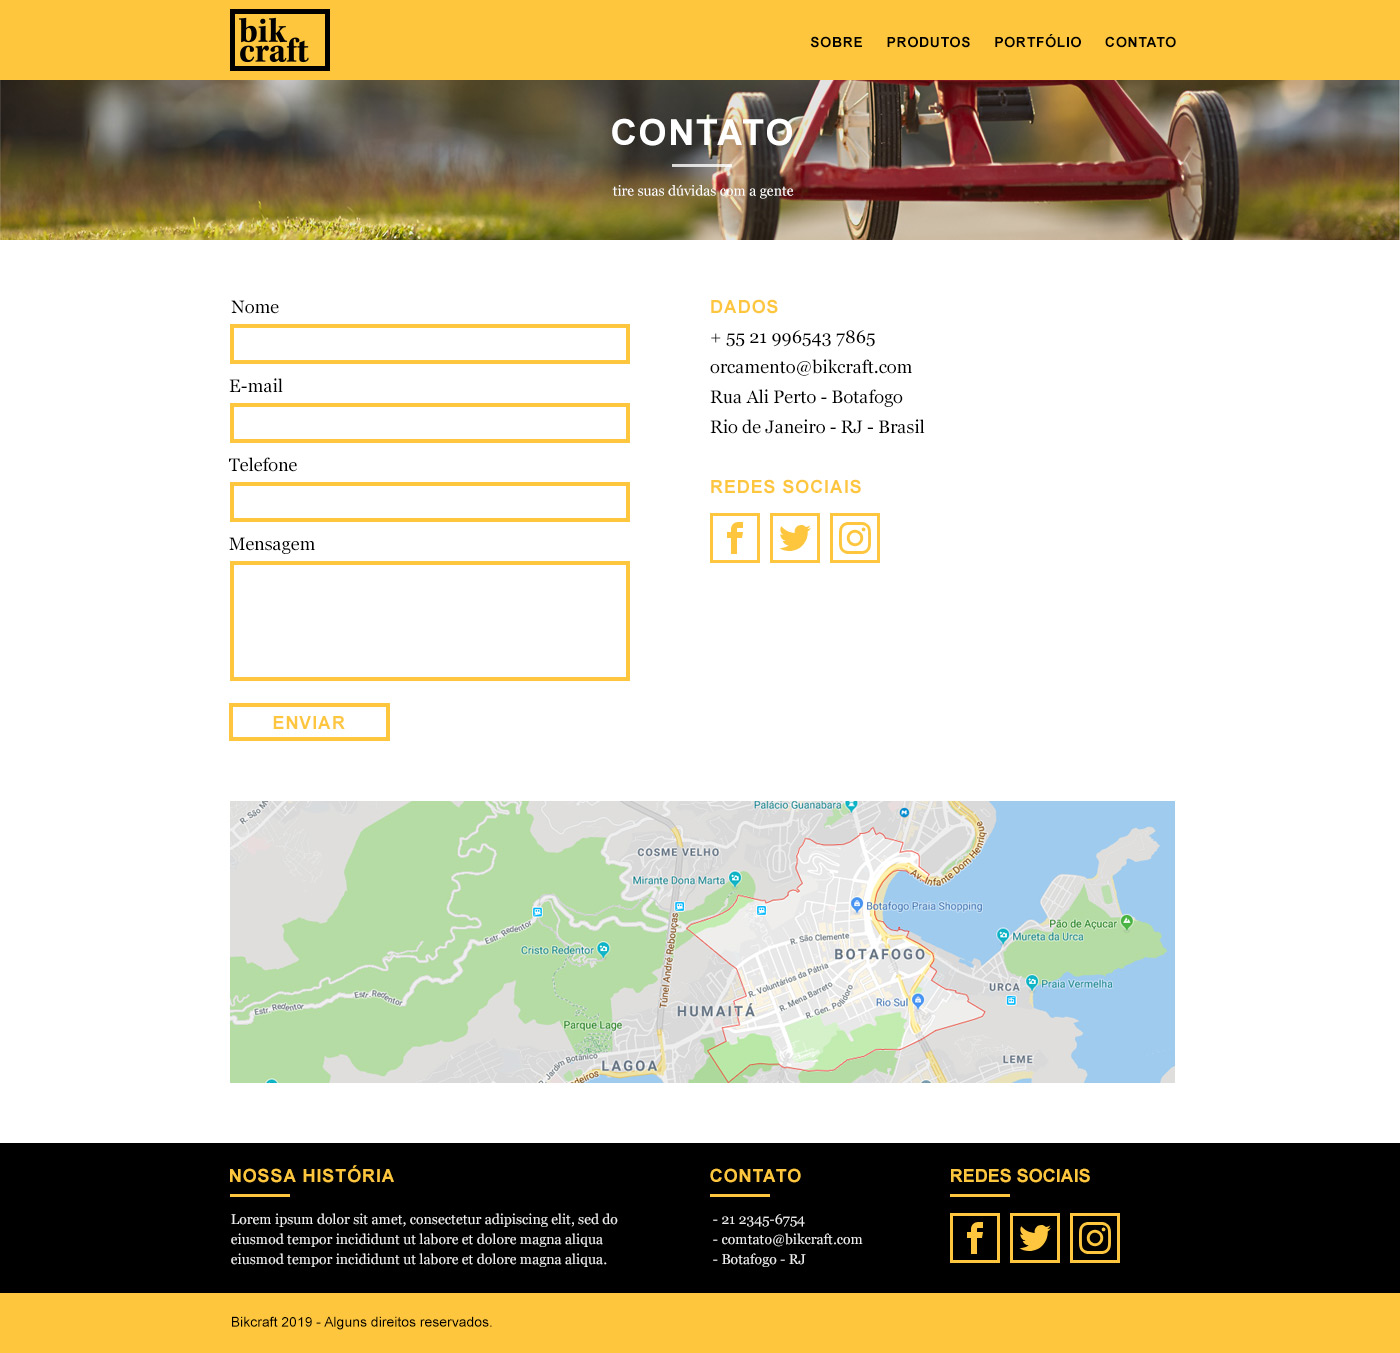 bik
craft
SOBRE PRODUTOS PORTFÓLIO CONTATO
CONTATO
tire suas dúvidas com a gente
Nome
E-mail
Telefone
Mensagem
ENVIAR
DADOS
+ 55 21 996543 7865
orcamento@bikcraft.com
Rua Ali Perto - Botafogo
Rio de Janeiro - RJ - Brasil
REDES SOCIAIS
Palácio Guanabara
R. São M
COSME VELHO
Av. Infante Dom Henrique
Mirante Dona Marta
Botafogo Praia Shopping
Pão de Açucar
Estr. Redentor
Mureta da Urca
R. São Clemente
Cristo Redentor
BOTAFOGO
Túnel André Rebouças
R. Voluntários da Pátria
URCA
Praia Vermelha
Estr. Redentor
R. Mena Barreto
Rio Sul
Estr. Redentor
R. Gen. Polidoro
HUMAITÁ
Parque Lage
LEME
R. Jardim Botânico
LAGOA
deiros
NOSSA HISTÓRIA
Lorem ipsum dolor sit amet, consectetur adipiscing elit, sed do
eiusmod tempor incididunt ut labore et dolore magna aliqua
eiusmod tempor incididunt ut labore et dolore magna aliqua.
CONTATO
- 21 2345-6754
- comtato@bikcraft.com
- Botafogo - RJ
REDES SOCIAIS
Bikcraft 2019 - Alguns direitos reservados.